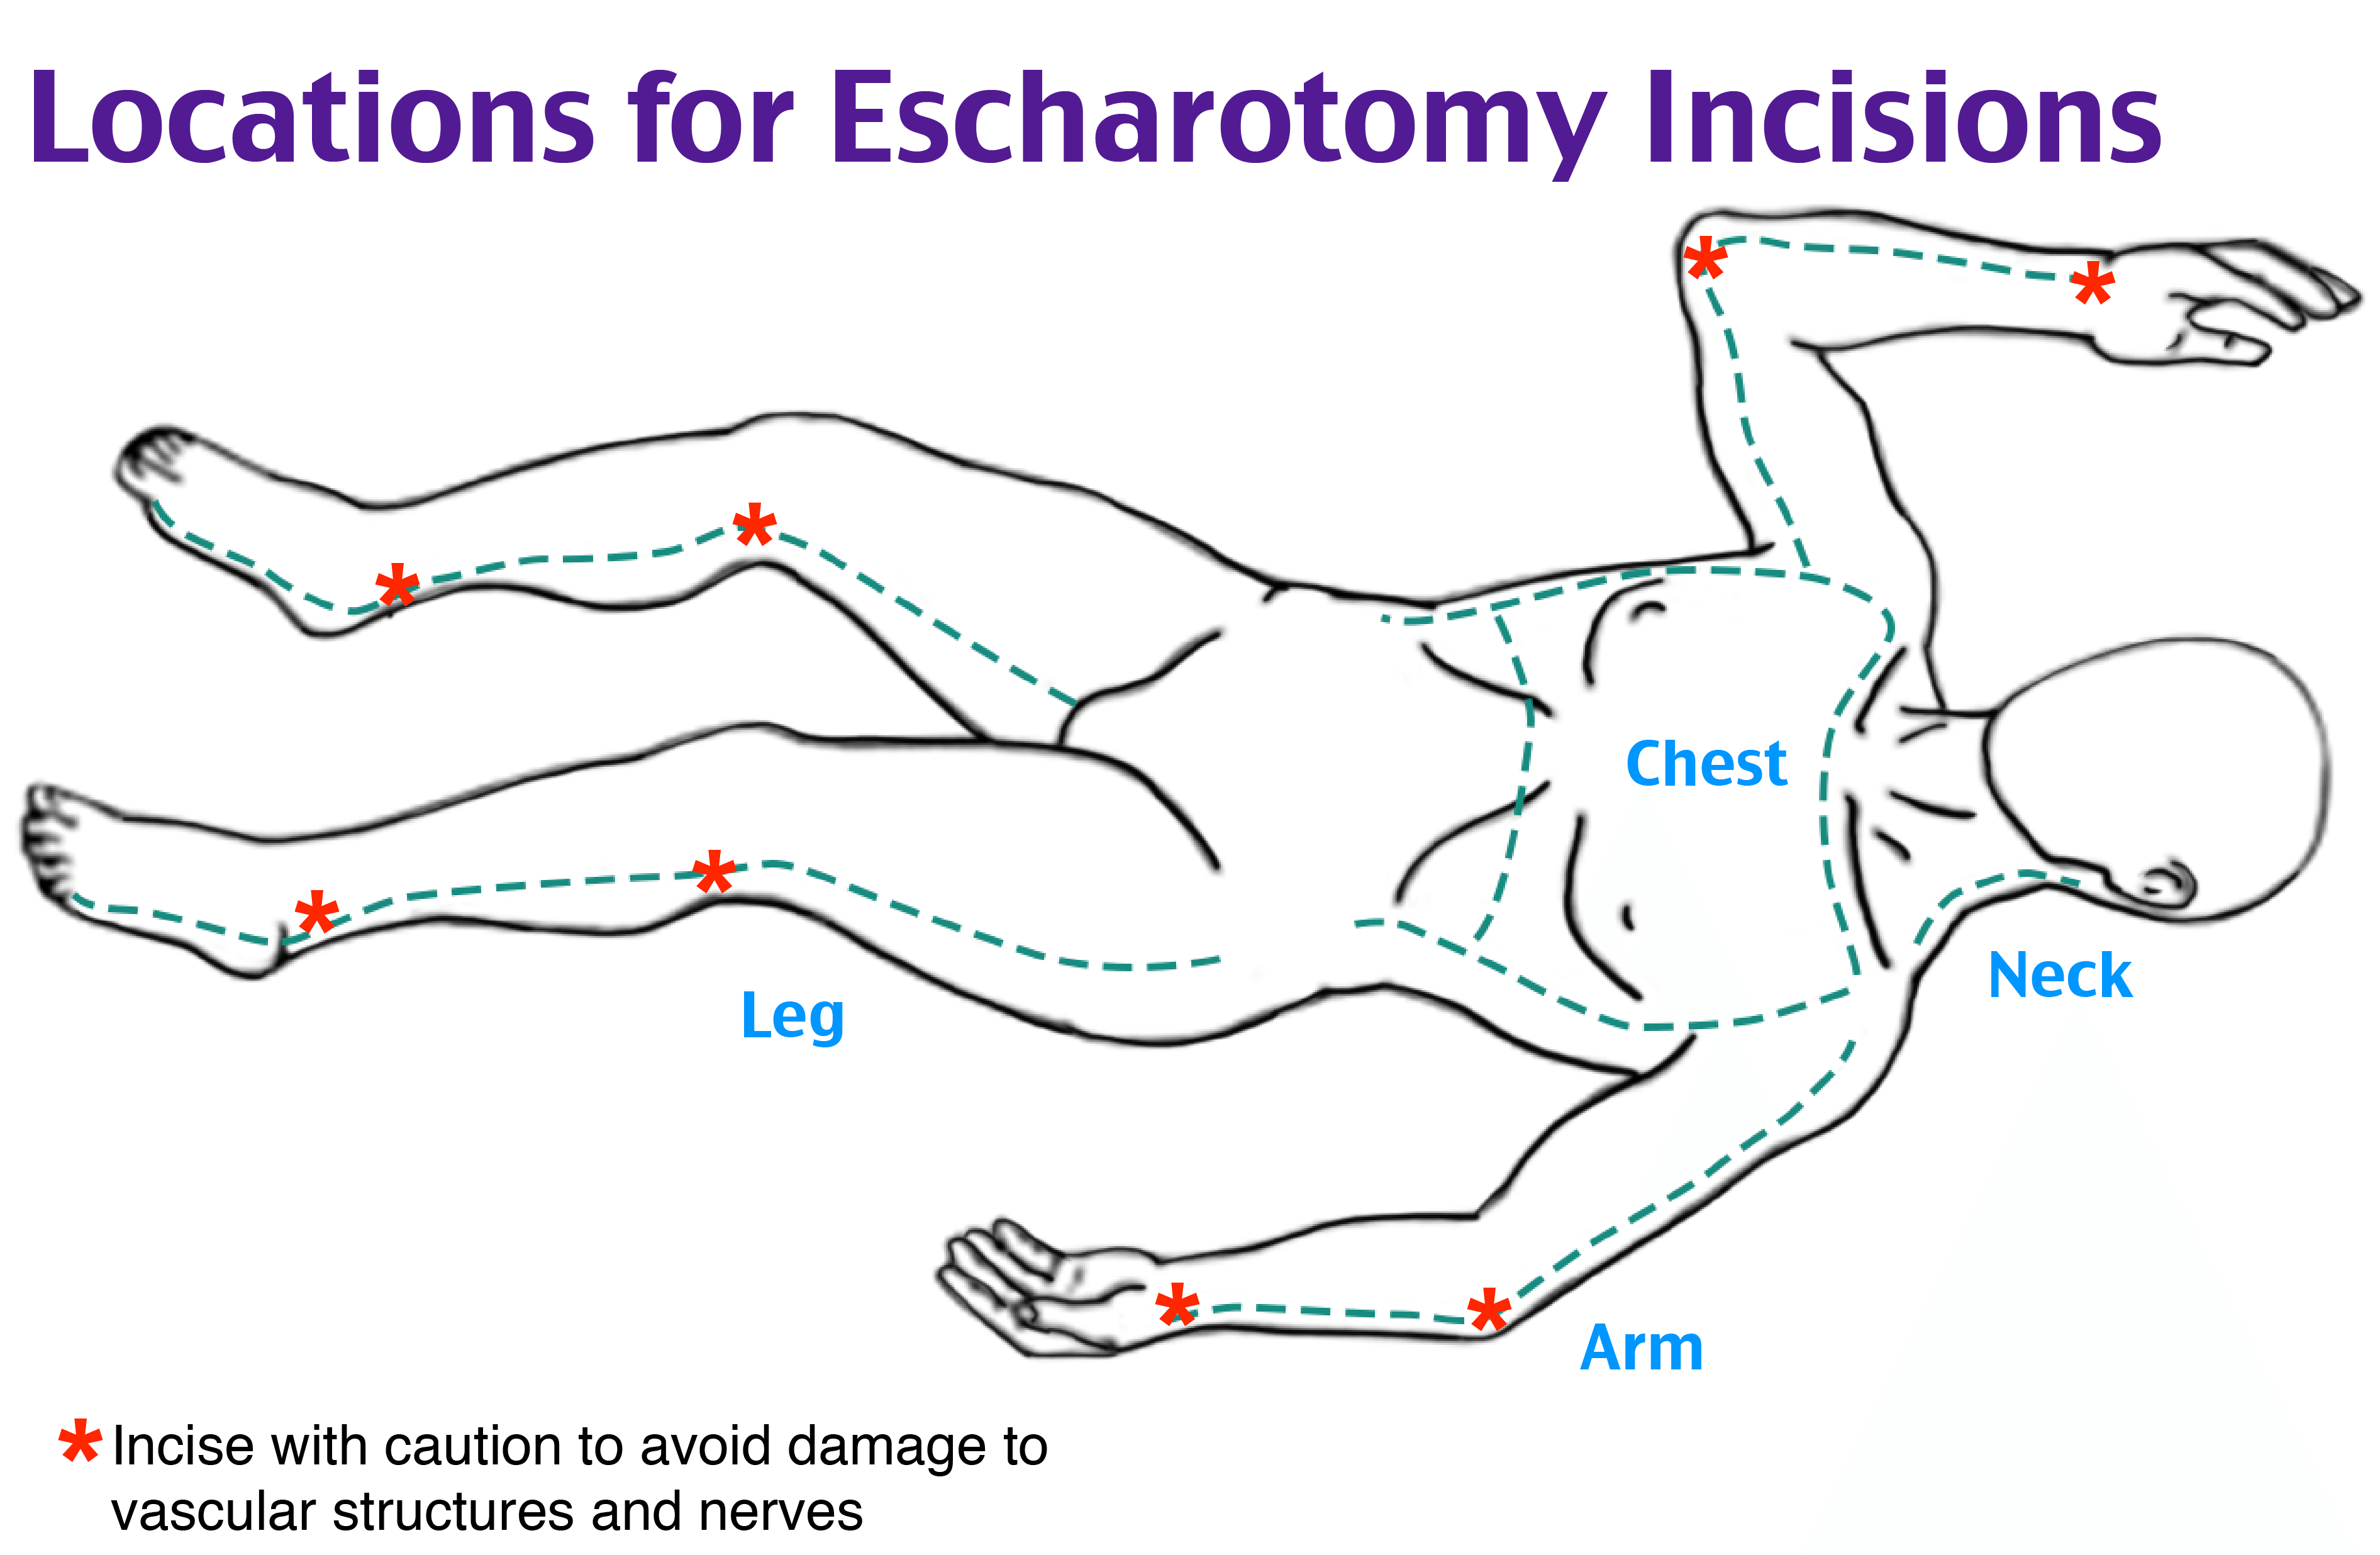 Locations for Escharotomy Incisions
Chest
Neck
Leg
Arm
* Incise with caution to avoid damage to
vascular structures and nerves